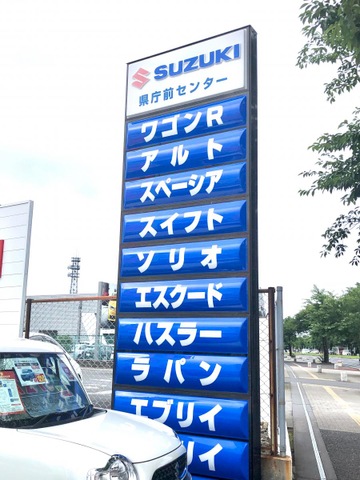 SUZUKI
県庁前センター
ワゴンR
アルト
スペーシア
スイフト
ソリオ
エスクード
ハスラー
ラパン
エブリイ
リイ